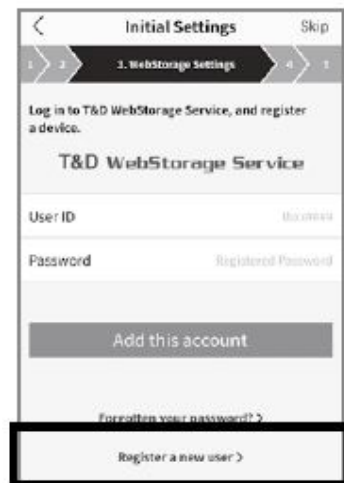 < Initial Settings Skip
1 2 3. WebStorage Settings 4 5
Log in to T&D WebStorage Service, and register
a device.
T&D WebStorage Service
User ID
Password Registered Password
Add this account
Forgotten your password? >
Register a new user >